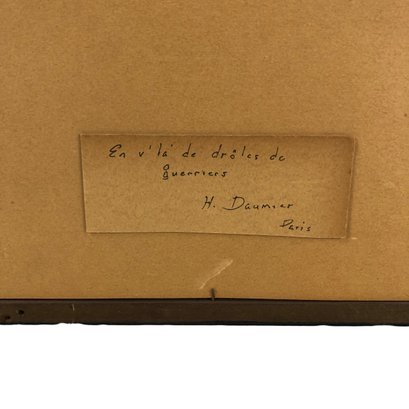 En v'là de drôles de
guerriers
H. Daumier
Paris